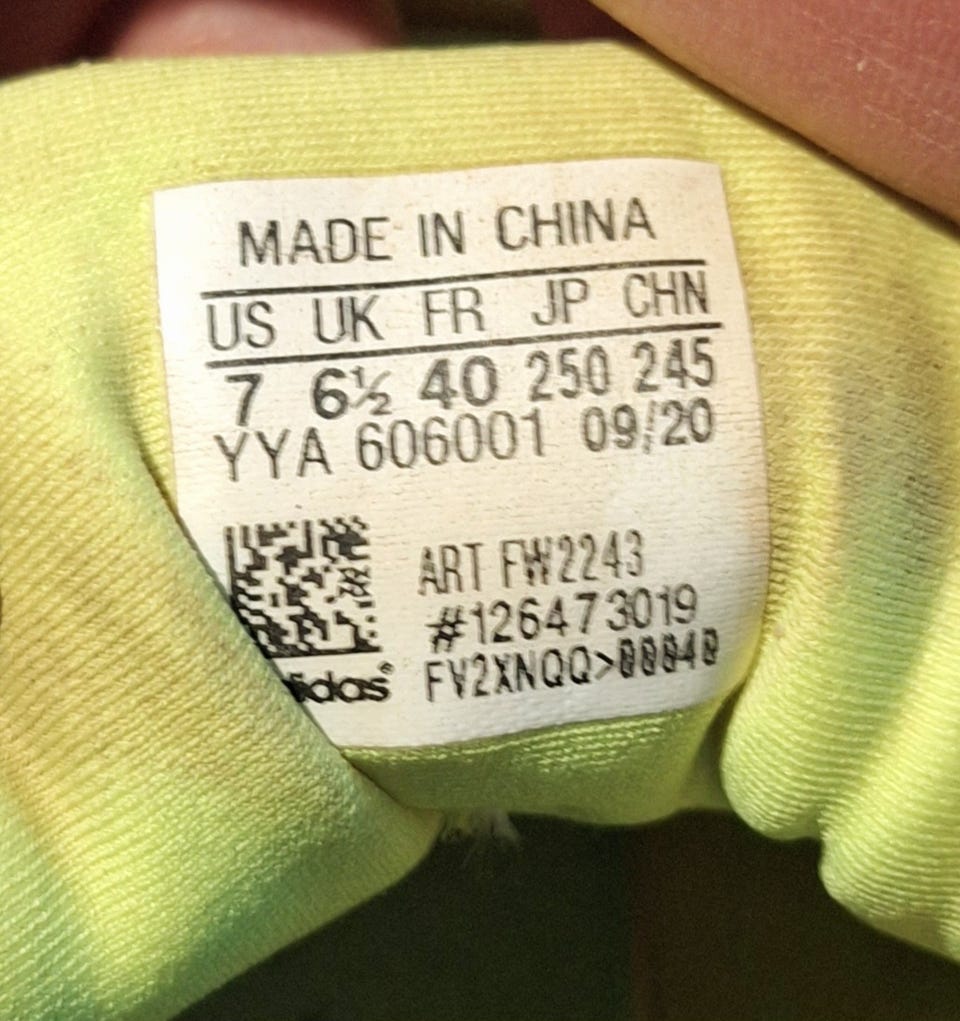 MADE IN CHINA
US UK FR JP CHN
7 6½ 40 250 245
YYA 606001 09/20
ART FW2243
#126473019
FV2XNQQ>00040
adidas®